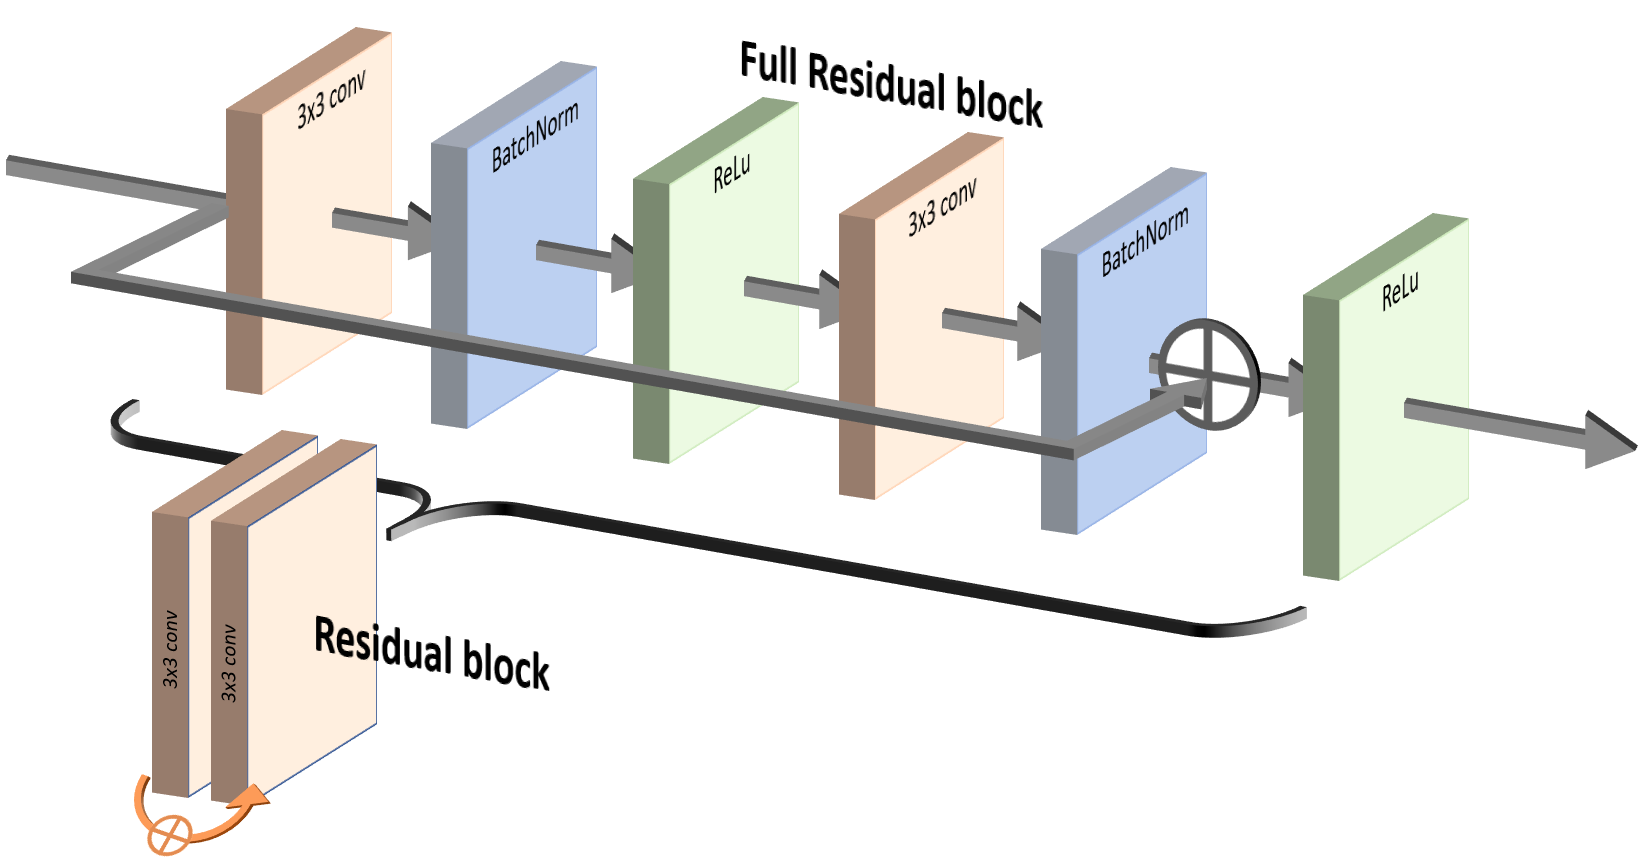 Full Residual block
3x3 conv
BatchNorm
ReLu
3x3 conv
BatchNorm
ReLu
3x3 conv
3x3 conv
Residual block